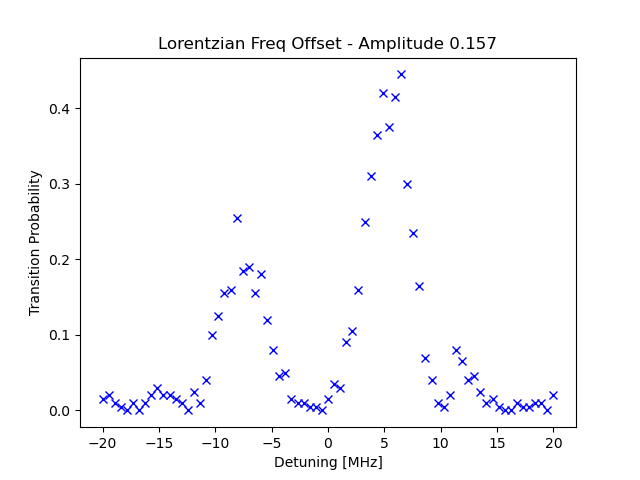 Lorentzian Freq Offset - Amplitude 0.157
Transition Probability
0.4
0.3
0.2
0.1
0.0
−20 −15 −10 −5 0 5 10 15 20
Detuning [MHz]